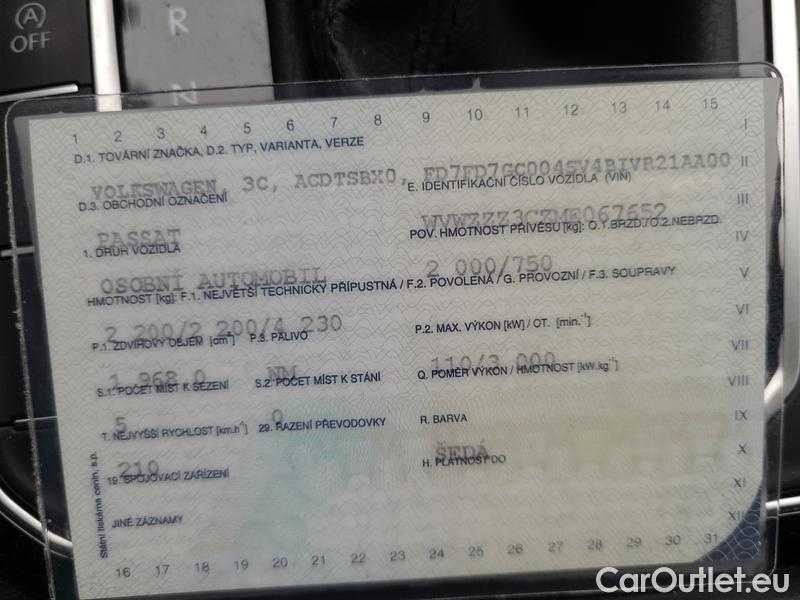 OFF
R
N
1 2 3 4 5 6 7 8 9 10 11 12 13 14 15
I
D.1. TOVÁRNÍ ZNAČKA, D.2. TYP, VARIANTA, VERZE
VOLKSWAGEN, 3C, ACDTSBX0, FD7FD7GC004SV4BIVR21AA00
II
D.3. OBCHODNÍ OZNAČENÍ
E. IDENTIFIKAČNÍ ČÍSLO VOZIDLA (VIN)
PASSAT
WVWZZZ3CZME067652
III
1. DRUH VOZIDLA
POV. HMOTNOST PŘÍVĚSU [kg]: O.1.BRZD./O.2.NEBRZD.
IV
OSOBNÍ AUTOMOBIL
2 000/750
HMOTNOST [kg]: F.1. NEJVĚTŠÍ TECHNICKY PŘÍPUSTNÁ / F.2. POVOLENÁ / G. PROVOZNÍ / F.3. SOUPRAVY
V
2 200/2 200/4 230
VI
P.1. ZDVIHOVÝ OBJEM [cm³]
P.3. PALIVO
P.2. MAX. VÝKON [kW] / OT. [min.⁻¹]
1 968,0
NM
110/3 000
VII
S.1. POČET MÍST K SEZENÍ
S.2. POČET MÍST K STÁNÍ
Q. POMĚR VÝKON / HMOTNOST [kW.kg⁻¹]
VIII
5
0
T. NEJVYŠŠÍ RYCHLOST [km.h⁻¹]
29. ŘAZENÍ PŘEVODOVKY
R. BARVA
IX
210
ŠEDÁ
X
19. SPOJOVACÍ ZAŘÍZENÍ
H. PLATNOST DO
XI
JINÉ ZÁZNAMY
Státní tiskárna cenin, s.p.
16 17 18 19 20 21 22 23 24 25 26 27 28 29 30 31
CarOutlet.eu